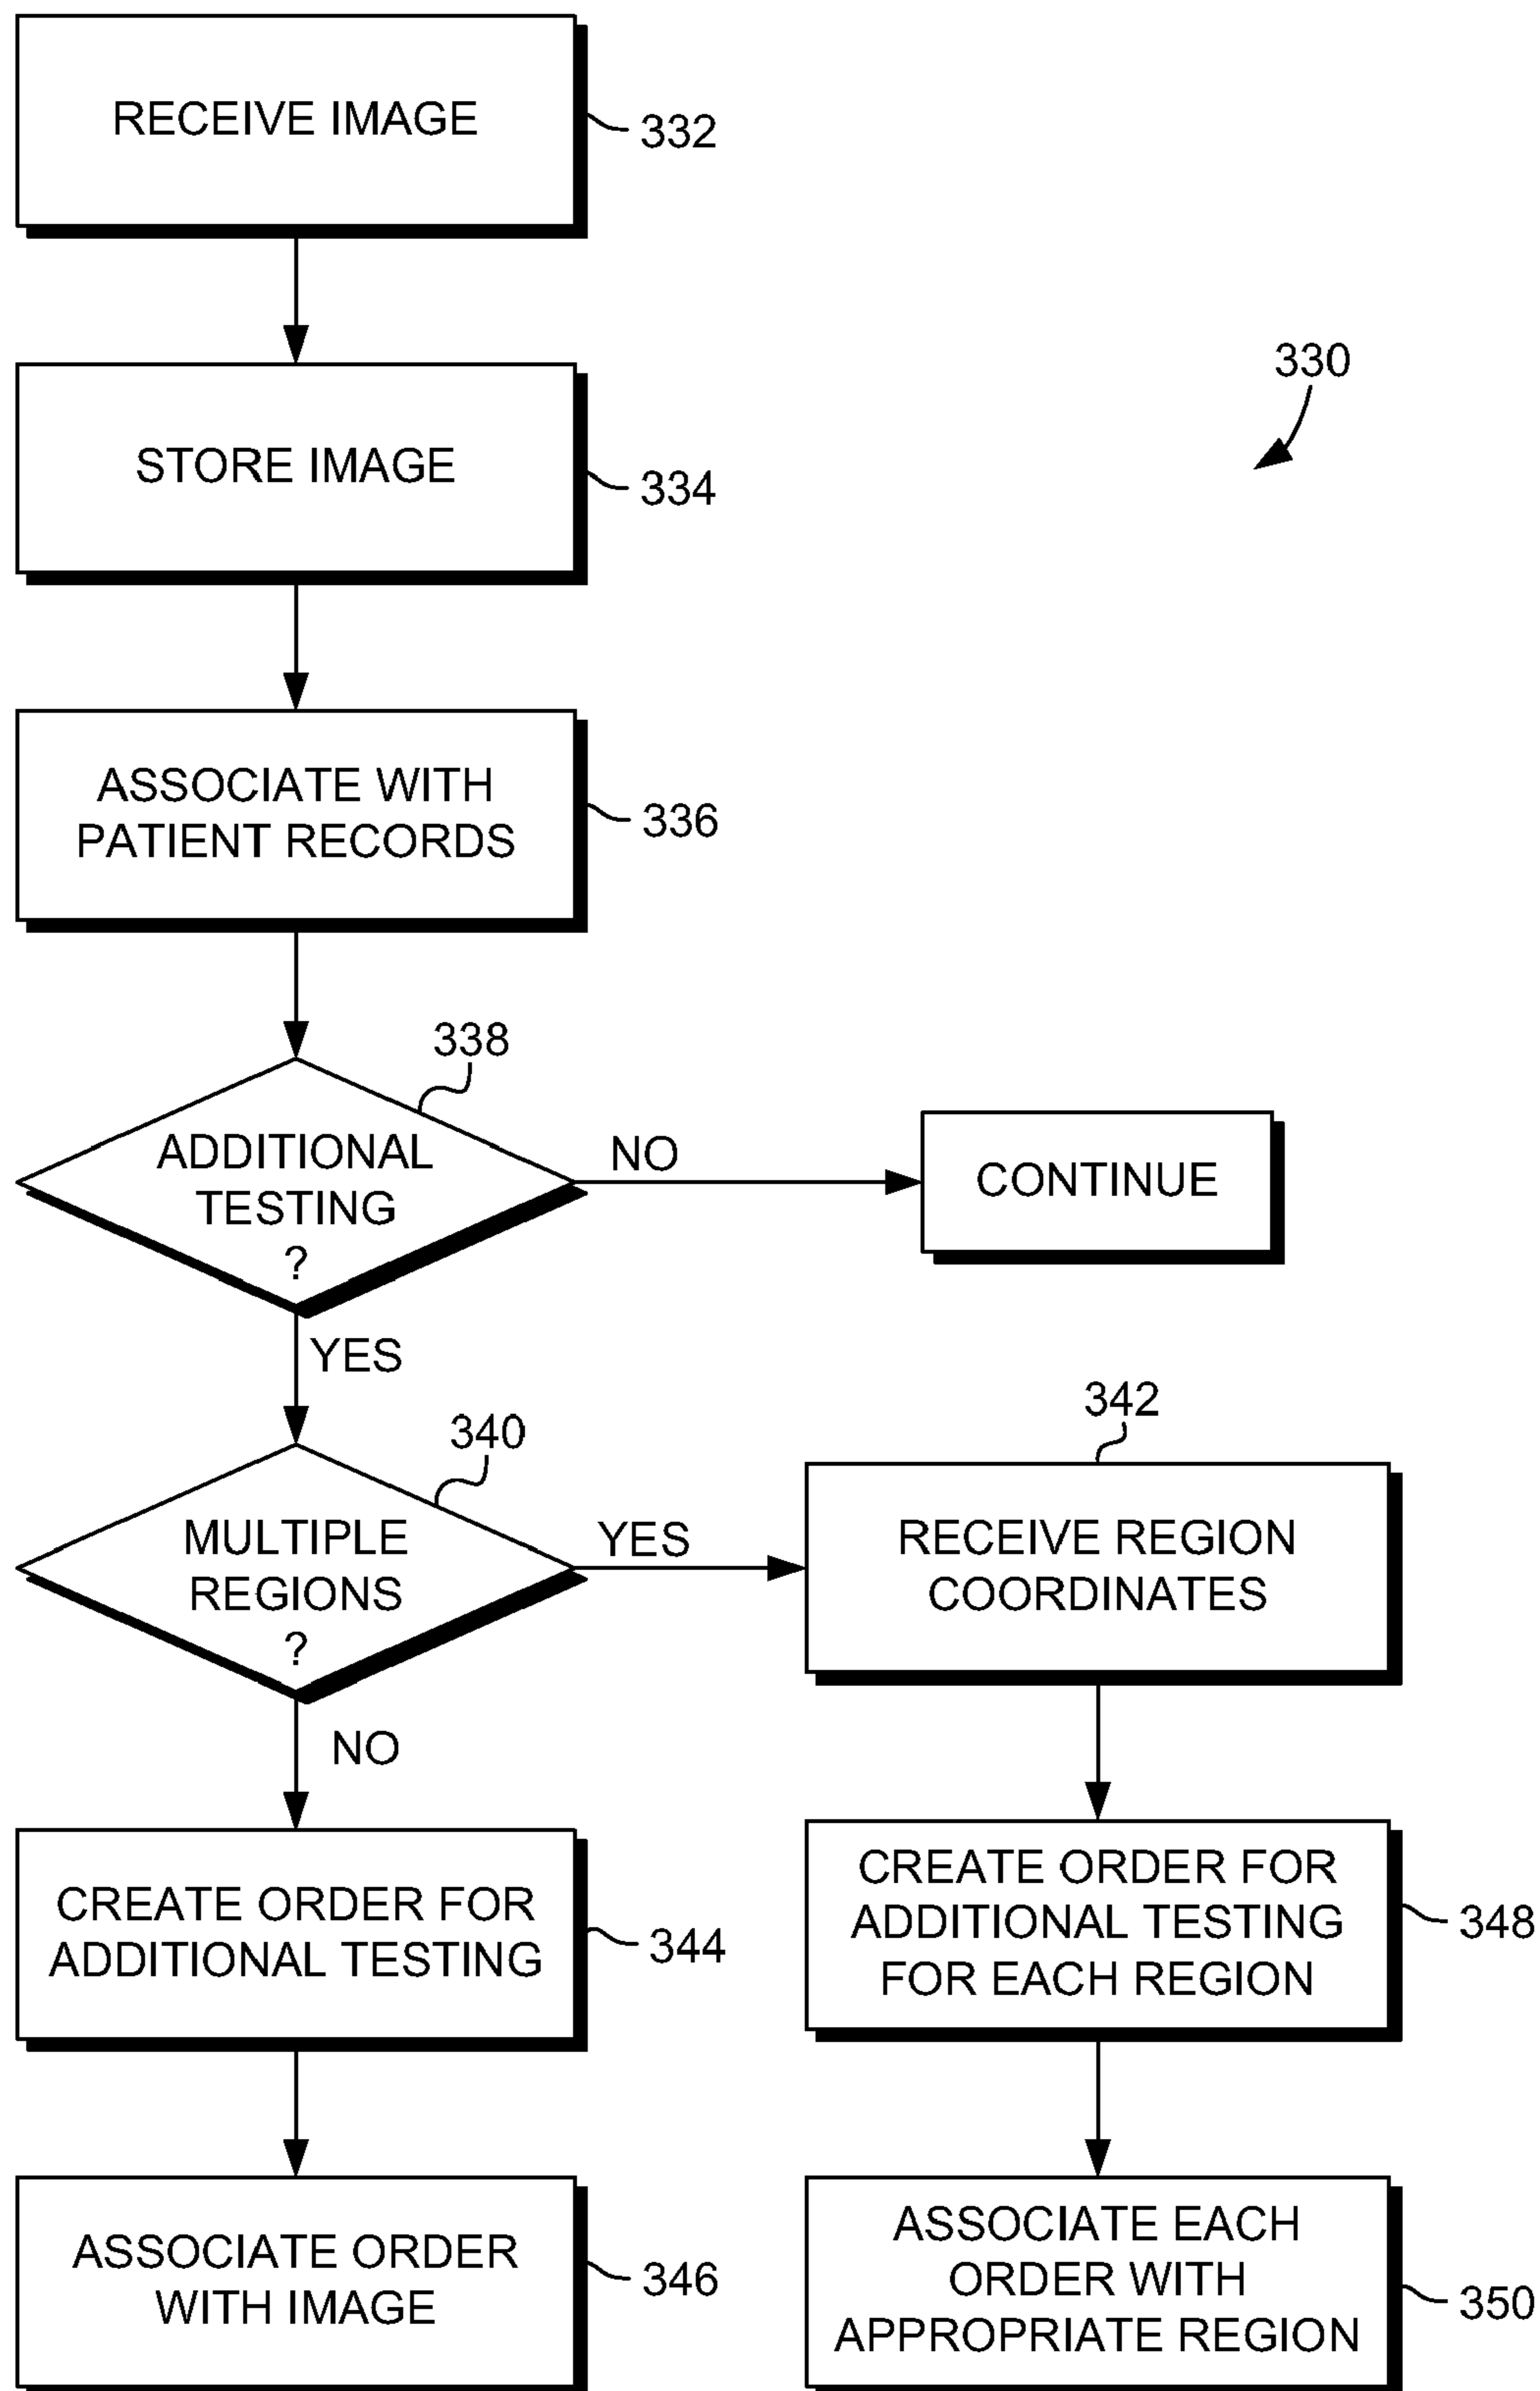 RECEIVE IMAGE
332
330
STORE IMAGE
334
ASSOCIATE WITH
PATIENT RECORDS
336
338
ADDITIONAL
TESTING
?
NO
CONTINUE
YES
340
MULTIPLE
REGIONS
?
YES
342
RECEIVE REGION
COORDINATES
NO
CREATE ORDER FOR
ADDITIONAL TESTING
344
CREATE ORDER FOR
ADDITIONAL TESTING
FOR EACH REGION
348
ASSOCIATE ORDER
WITH IMAGE
346
ASSOCIATE EACH
ORDER WITH
APPROPRIATE REGION
350